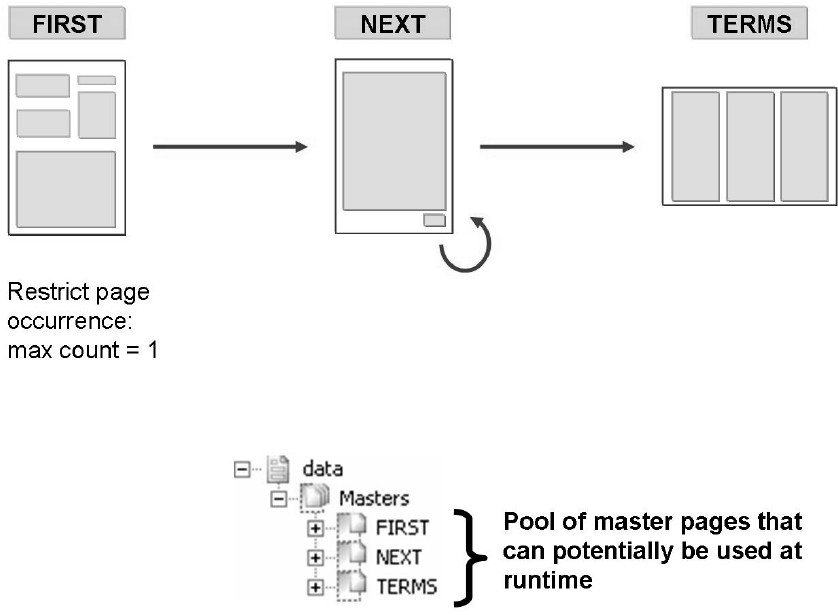 FIRST
NEXT
TERMS
Restrict page
occurrence:
max count = 1
data
Masters
FIRST
NEXT
TERMS
Pool of master pages that
can potentially be used at
runtime